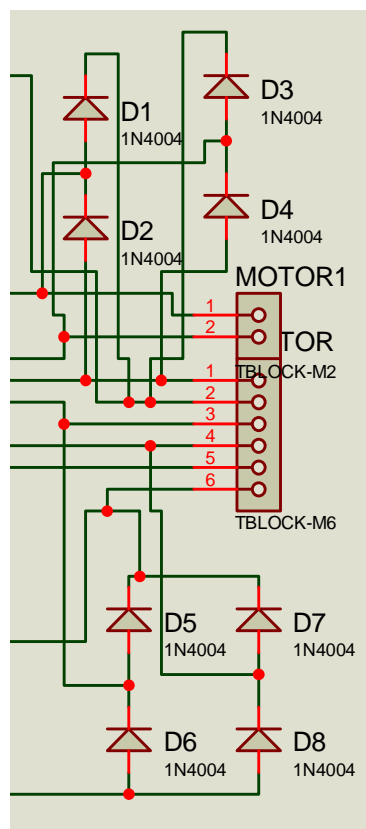 D1
1N4004
D3
1N4004
D2
1N4004
D4
1N4004
MOTOR1
1
2
TOR
TBLOCK-M2
1
2
3
4
5
6
TBLOCK-M6
D5
1N4004
D7
1N4004
D6
1N4004
D8
1N4004